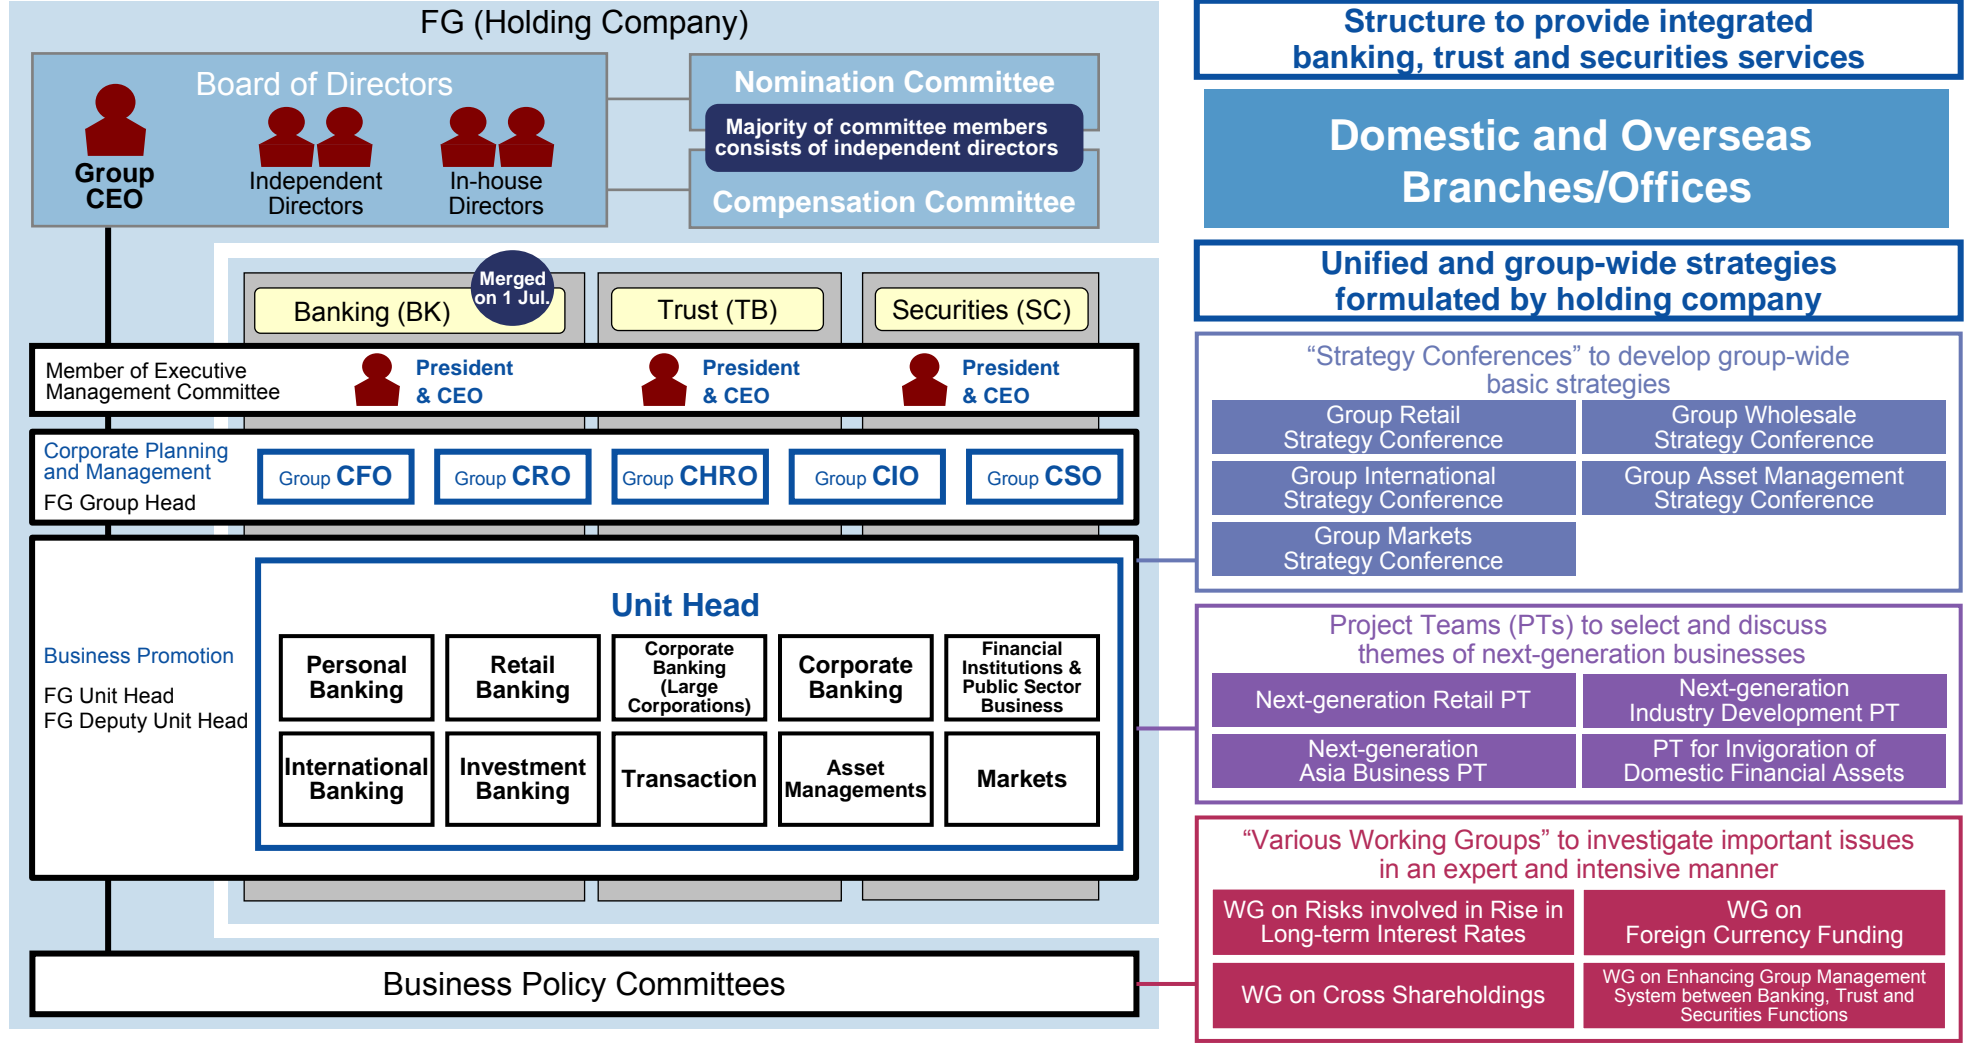 FG (Holding Company)
Board of Directors
Group
CEO
Independent
Directors
In-house
Directors
Nomination Committee
Majority of committee members
consists of independent directors
Compensation Committee
Merged
on 1 Jul.
Banking (BK)
Trust (TB)
Securities (SC)
Member of Executive
Management Committee
President
& CEO
President
& CEO
President
& CEO
Corporate Planning
and Management
FG Group Head
Group CFO
Group CRO
Group CHRO
Group CIO
Group CSO
Business Promotion
FG Unit Head
FG Deputy Unit Head
Unit Head
Personal
Banking
Retail
Banking
Corporate
Banking
(Large
Corporations)
Corporate
Banking
Financial
Institutions &
Public Sector
Business
International
Banking
Investment
Banking
Transaction
Asset
Managements
Markets
Business Policy Committees
Structure to provide integrated
banking, trust and securities services
Domestic and Overseas
Branches/Offices
Unified and group-wide strategies
formulated by holding company
“Strategy Conferences” to develop group-wide
basic strategies
Group Retail
Strategy Conference
Group Wholesale
Strategy Conference
Group International
Strategy Conference
Group Asset Management
Strategy Conference
Group Markets
Strategy Conference
Project Teams (PTs) to select and discuss
themes of next-generation businesses
Next-generation Retail PT
Next-generation
Industry Development PT
Next-generation
Asia Business PT
PT for Invigoration of
Domestic Financial Assets
“Various Working Groups” to investigate important issues
in an expert and intensive manner
WG on Risks involved in Rise in
Long-term Interest Rates
WG on
Foreign Currency Funding
WG on Cross Shareholdings
WG on Enhancing Group Management
System between Banking, Trust and
Securities Functions